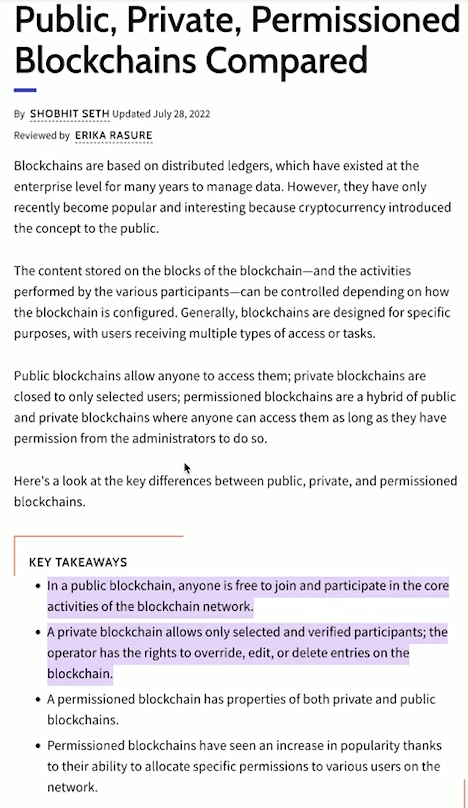 Public, Private, Permissioned
Blockchains Compared
By SHOBHIT SETH Updated July 28, 2022
Reviewed by ERIKA RASURE
Blockchains are based on distributed ledgers, which have existed at the
enterprise level for many years to manage data. However, they have only
recently become popular and interesting because cryptocurrency introduced
the concept to the public.
The content stored on the blocks of the blockchain—and the activities
performed by the various participants—can be controlled depending on how
the blockchain is configured. Generally, blockchains are designed for specific
purposes, with users receiving multiple types of access or tasks.
Public blockchains allow anyone to access them; private blockchains are
closed to only selected users; permissioned blockchains are a hybrid of public
and private blockchains where anyone can access them as long as they have
permission from the administrators to do so.
Here's a look at the key differences between public, private, and permissioned
blockchains.
KEY TAKEAWAYS
• In a public blockchain, anyone is free to join and participate in the core
activities of the blockchain network.
• A private blockchain allows only selected and verified participants; the
operator has the rights to override, edit, or delete entries on the
blockchain.
• A permissioned blockchain has properties of both private and public
blockchains.
• Permissioned blockchains have seen an increase in popularity thanks
to their ability to allocate specific permissions to various users on the
network.